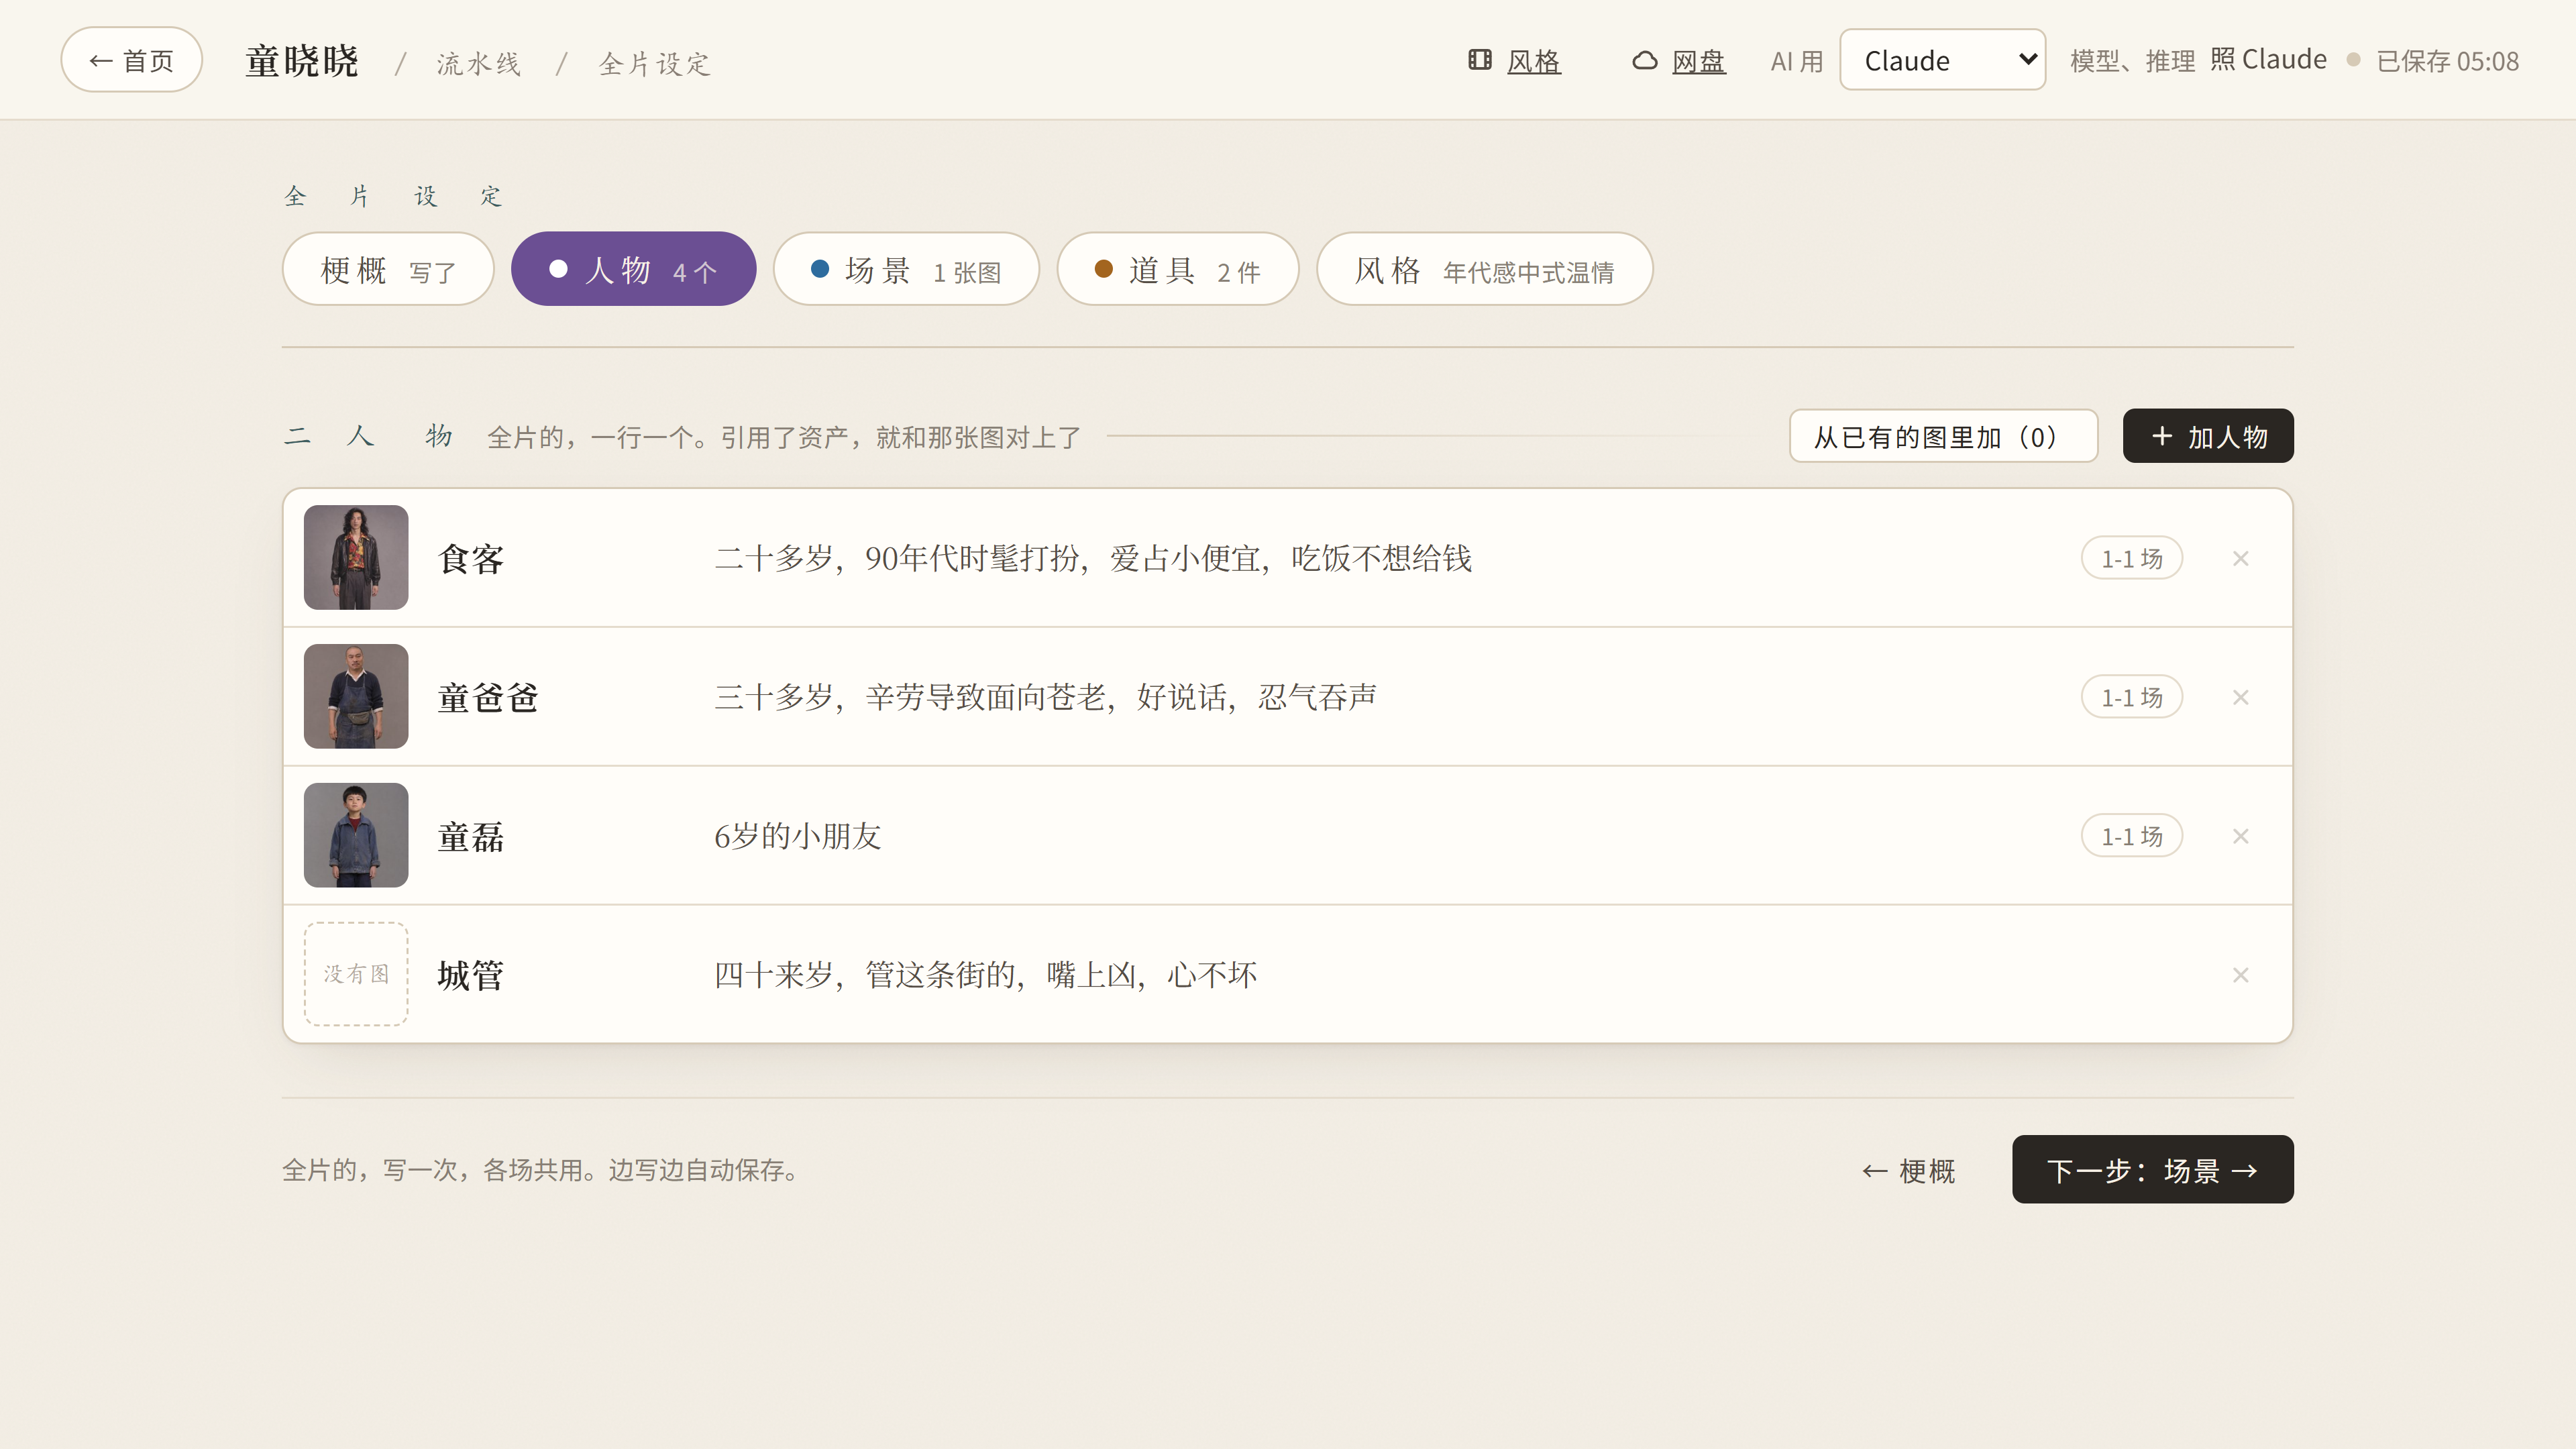 ← 首页 童晓晓 / 流水线 / 全片设定 风格 网盘 AI 用 Claude 模型、推理 照 Claude 已保存 05:08
全片设定
梗概 写了 人物 4 个 场景 1 张图 道具 2 件 风格 年代感中式温情
二 人物 全片的，一行一个。引用了资产，就和那张图对上了 从已有的图里加（0） + 加人物
食客 二十多岁，90年代时髦打扮，爱占小便宜，吃饭不想给钱 1-1 场 ×
童爸爸 三十多岁，辛劳导致面向苍老，好说话，忍气吞声 1-1 场 ×
童磊 6岁的小朋友 1-1 场 ×
没有图 城管 四十来岁，管这条街的，嘴上凶，心不坏 ×
全片的，写一次，各场共用。边写边自动保存。 ← 梗概 下一步：场景 →